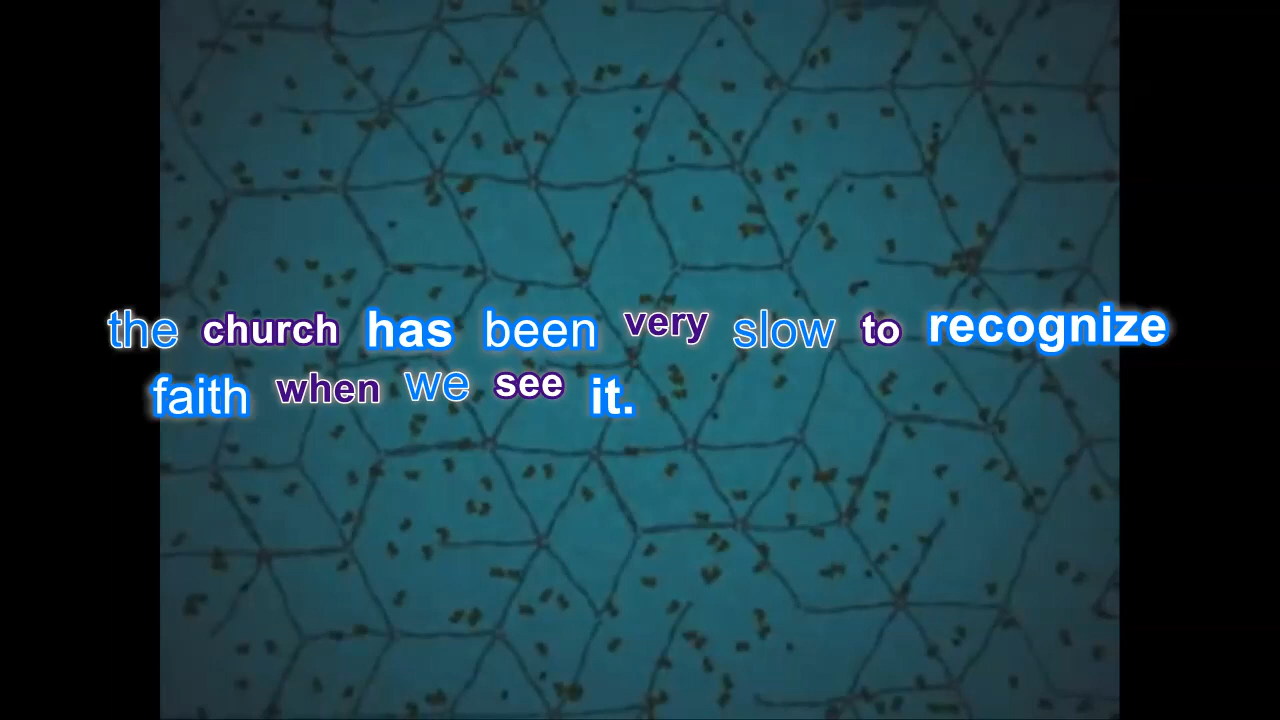 the church has been very slow to recognize
faith when we see it.